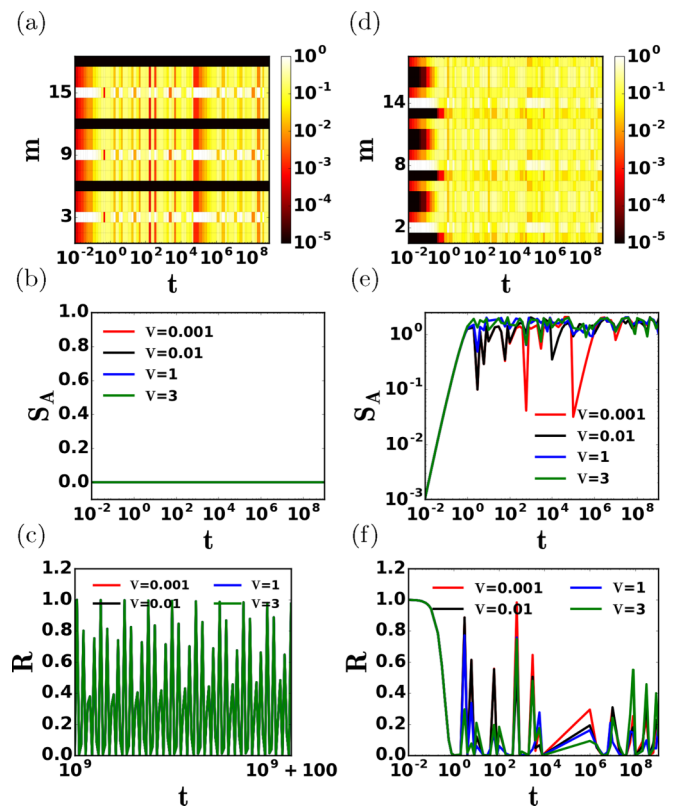 (a)
m
15
9
3
10^-2 10^0 10^2 10^4 10^6 10^8
t
10^0
10^-1
10^-2
10^-3
10^-4
10^-5
(d)
m
14
8
2
10^-2 10^0 10^2 10^4 10^6 10^8
t
10^0
10^-1
10^-2
10^-3
10^-4
10^-5
(b)
S_A
1.0
0.8
0.6
0.4
0.2
0.0
V=0.001
V=0.01
V=1
V=3
10^-2 10^0 10^2 10^4 10^6 10^8
t
(e)
S_A
10^0
10^-1
10^-2
10^-3
V=0.001
V=0.01
V=1
V=3
10^-2 10^0 10^2 10^4 10^6 10^8
t
(c)
R
1.2
1.0
0.8
0.6
0.4
0.2
0.0
V=0.001 V=1
V=0.01 V=3
10^9 10^9 + 100
t
(f)
R
1.2
1.0
0.8
0.6
0.4
0.2
0.0
V=0.001 V=1
V=0.01 V=3
10^-2 10^0 10^2 10^4 10^6 10^8
t